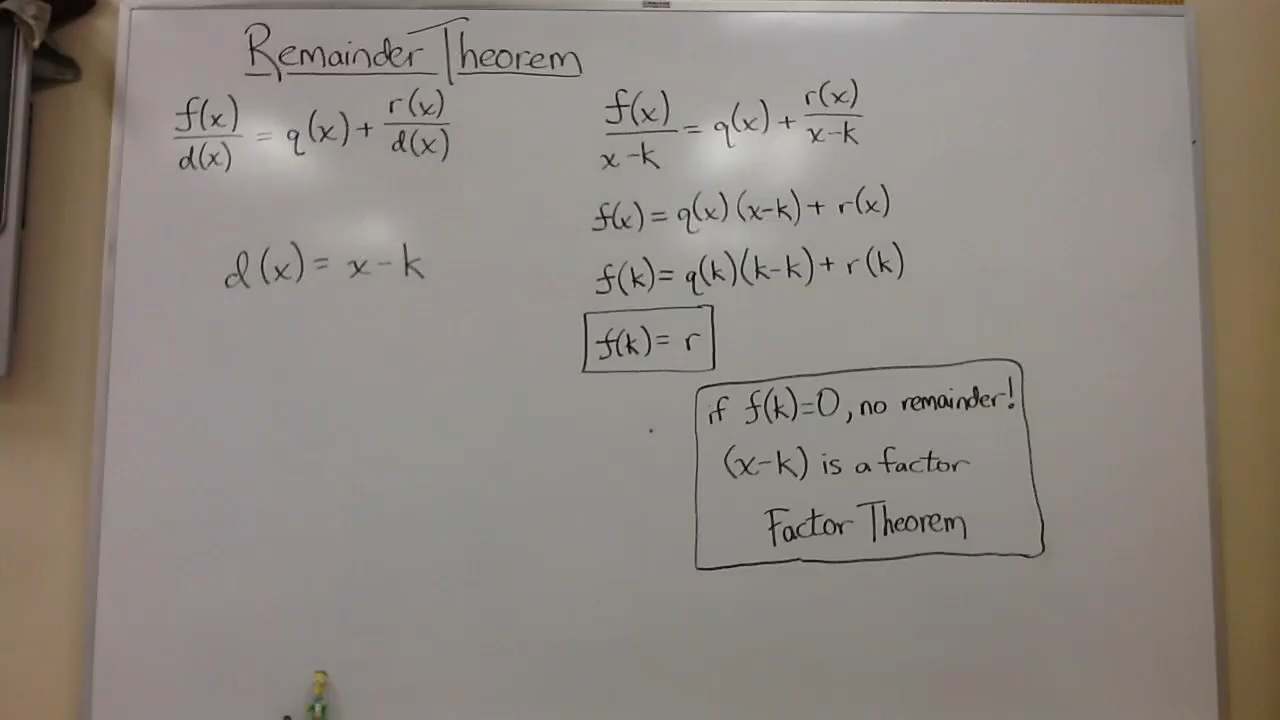 Remainder Theorem
f(x)/d(x) = q(x) + r(x)/d(x)
d(x) = x - k
f(x)/x-k = q(x) + r(x)/x-k
f(x) = q(x)(x-k) + r(x)
f(k) = q(k)(k-k) + r(k)
f(k) = r
if f(k)=0, no remainder!
(x-k) is a factor
Factor Theorem